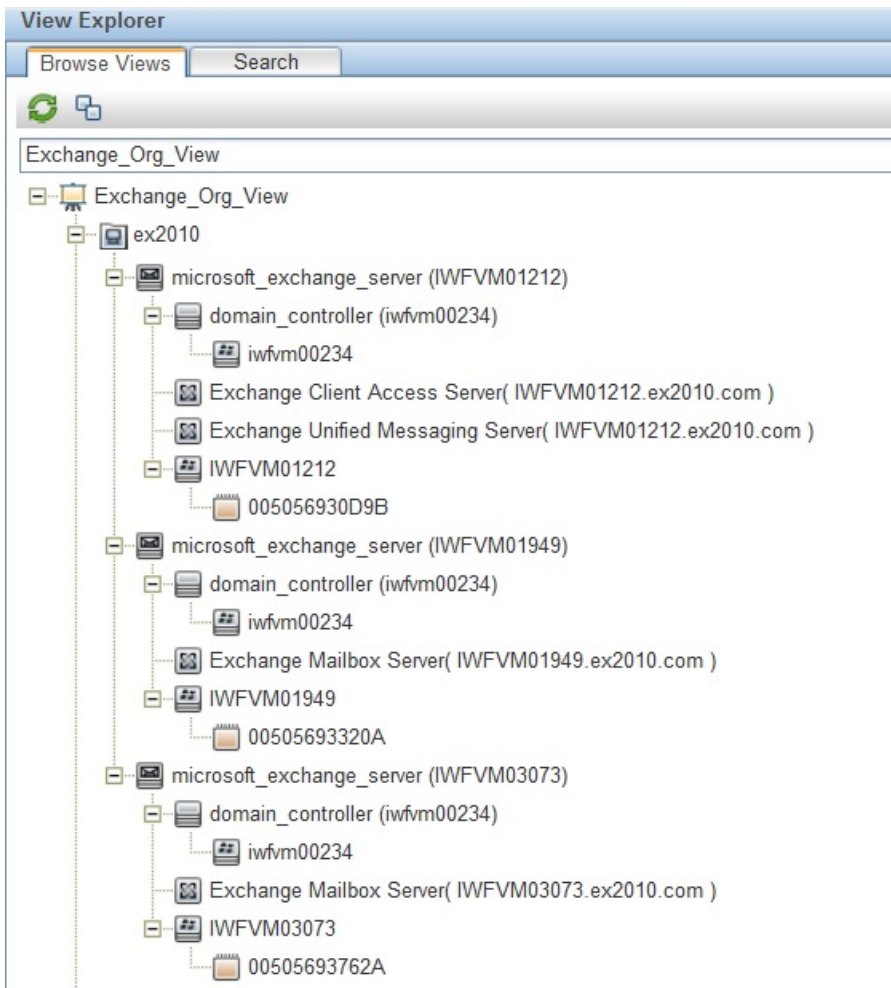 View Explorer
Browse Views Search
Exchange_Org_View
Exchange_Org_View
ex2010
microsoft_exchange_server (IWFVM01212)
domain_controller (iwfvm00234)
iwfvm00234
Exchange Client Access Server( IWFVM01212.ex2010.com )
Exchange Unified Messaging Server( IWFVM01212.ex2010.com )
IWFVM01212
005056930D9B
microsoft_exchange_server (IWFVM01949)
domain_controller (iwfvm00234)
iwfvm00234
Exchange Mailbox Server( IWFVM01949.ex2010.com )
IWFVM01949
00505693320A
microsoft_exchange_server (IWFVM03073)
domain_controller (iwfvm00234)
iwfvm00234
Exchange Mailbox Server( IWFVM03073.ex2010.com )
IWFVM03073
00505693762A